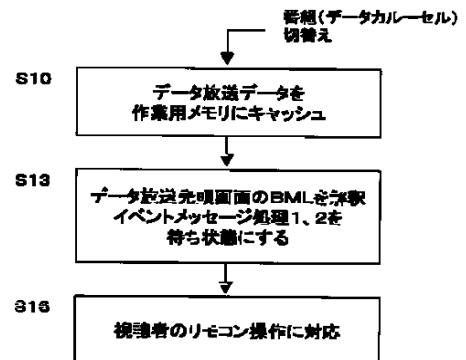 番組(データカルーセル)
切替え
S10
データ放送データを
作業用メモリにキャッシュ
S13
データ放送先頭画面のBMLを解釈
イベントメッセージ処理1、2を
待ち状態にする
S16
視聴者のリモコン操作に対応